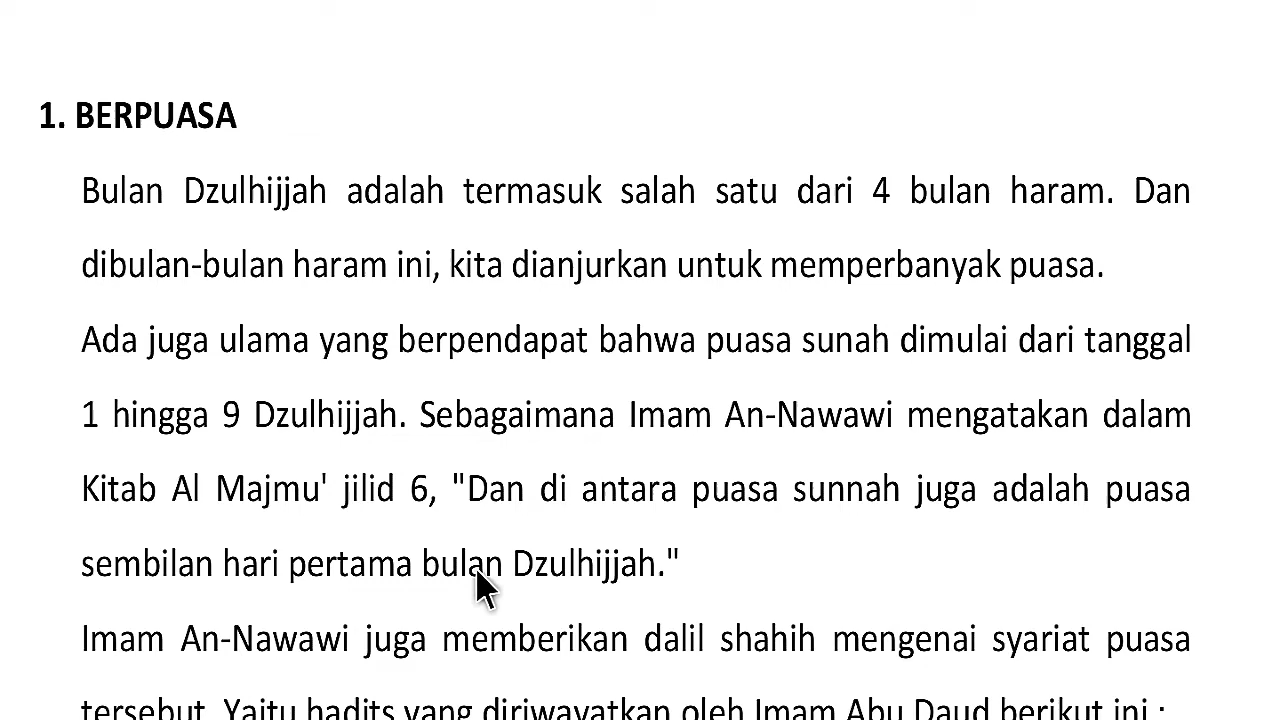 1. BERPUASA
Bulan Dzulhijjah adalah termasuk salah satu dari 4 bulan haram. Dan
dibulan-bulan haram ini, kita dianjurkan untuk memperbanyak puasa.
Ada juga ulama yang berpendapat bahwa puasa sunah dimulai dari tanggal
1 hingga 9 Dzulhijjah. Sebagaimana Imam An-Nawawi mengatakan dalam
Kitab Al Majmu' jilid 6, "Dan di antara puasa sunnah juga adalah puasa
sembilan hari pertama bulan Dzulhijjah."
Imam An-Nawawi juga memberikan dalil shahih mengenai syariat puasa
tersebut. Yaitu hadits yang diriwayatkan oleh Imam Abu Daud berikut ini :